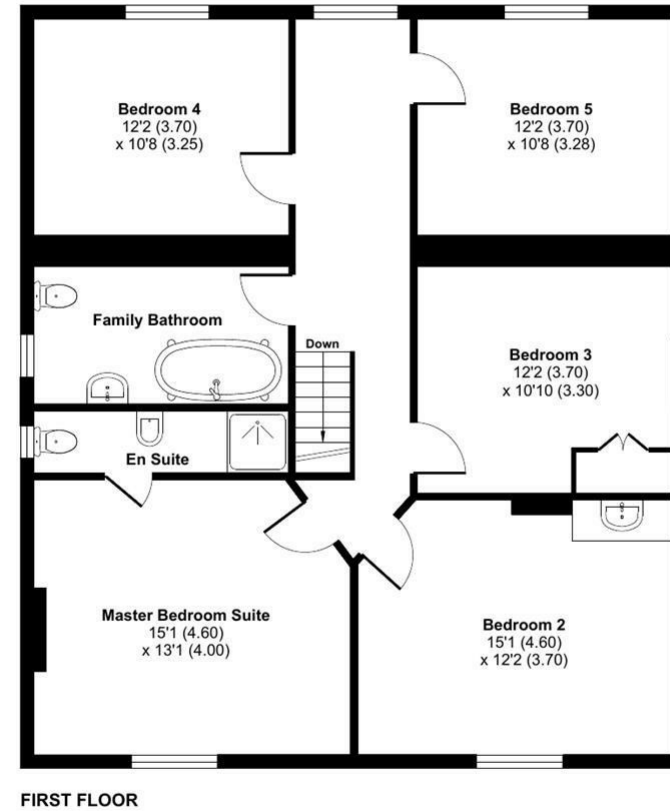 Bedroom 4
12'2 (3.70)
x 10'8 (3.25)
Bedroom 5
12'2 (3.70)
x 10'8 (3.28)
Family Bathroom
Down
Bedroom 3
12'2 (3.70)
x 10'10 (3.30)
En Suite
Master Bedroom Suite
15'1 (4.60)
x 13'1 (4.00)
Bedroom 2
15'1 (4.60)
x 12'2 (3.70)
FIRST FLOOR